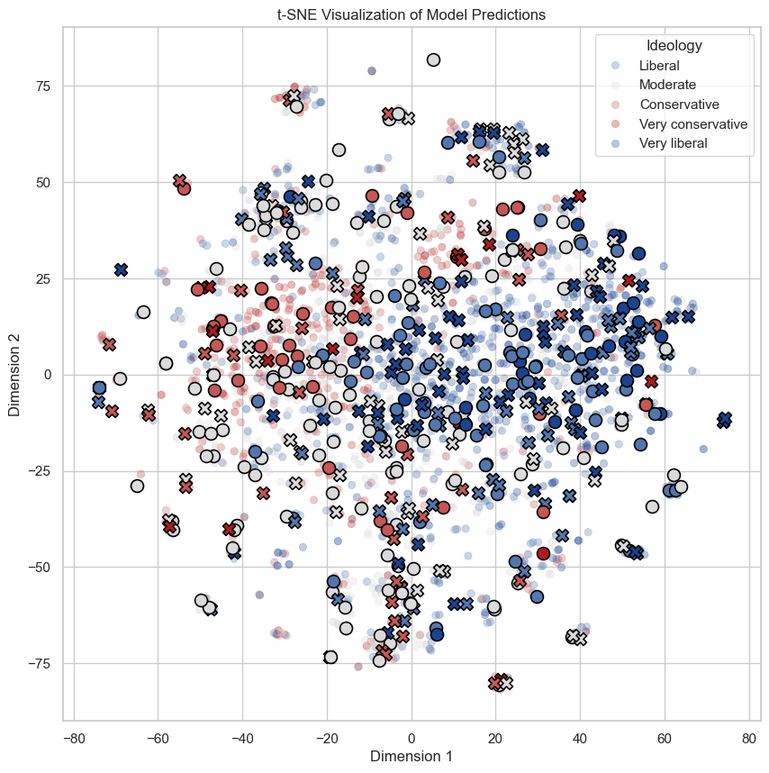 t-SNE Visualization of Model Predictions
Ideology
Liberal
Moderate
Conservative
Very conservative
Very liberal
Dimension 2
75
50
25
0
−25
−50
−75
−80
−60
−40
−20
0
20
40
60
80
Dimension 1